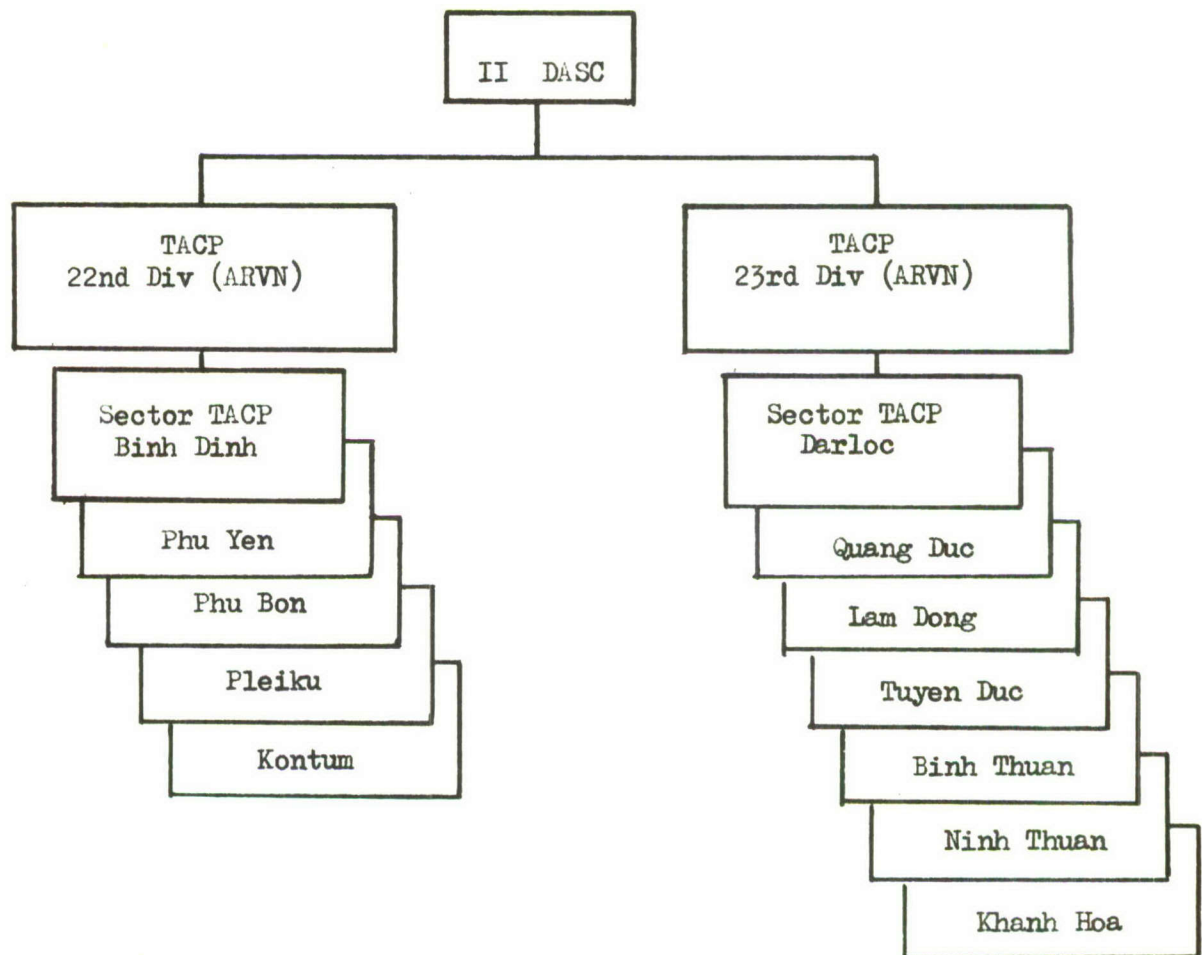 II DASC
TACP
22nd Div (ARVN)
Sector TACP
Binh Dinh
Phu Yen
Phu Bon
Pleiku
Kontum
TACP
23rd Div (ARVN)
Sector TACP
Darloc
Quang Duc
Lam Dong
Tuyen Duc
Binh Thuan
Ninh Thuan
Khanh Hoa